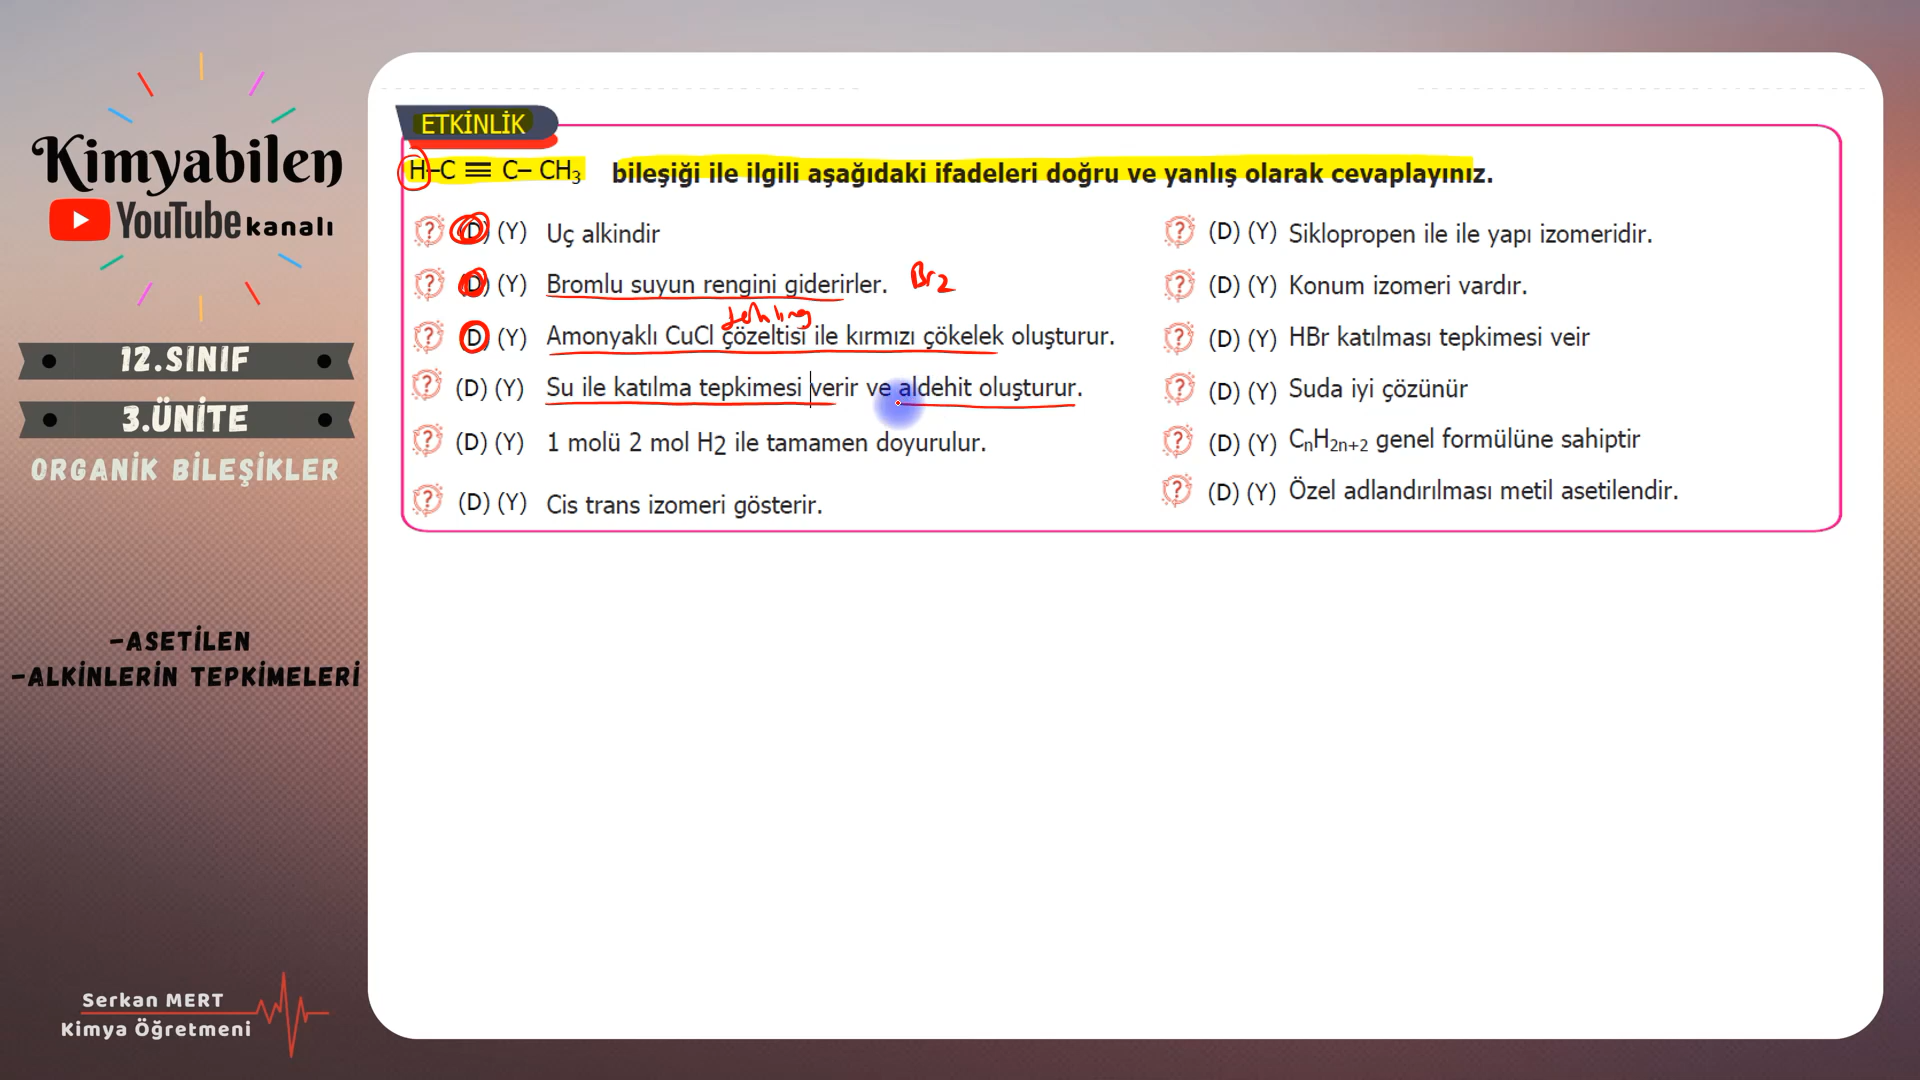 Kimyabilen
YouTube kanalı
12.SINIF
3.ÜNİTE
ORGANİK BİLEŞİKLER
-ASETİLEN
-ALKİNLERİN TEPKİMELERİ
Serkan MERT
Kimya Öğretmeni
ETKİNLİK
H–C ≡ C– CH3 bileşiği ile ilgili aşağıdaki ifadeleri doğru ve yanlış olarak cevaplayınız.
? (D) (Y) Uç alkindir
? (D) (Y) Bromlu suyun rengini giderirler. Br2
fehling
? (D) (Y) Amonyaklı CuCl çözeltisi ile kırmızı çökelek oluşturur.
? (D) (Y) Su ile katılma tepkimesi verir ve aldehit oluşturur.
? (D) (Y) 1 molü 2 mol H2 ile tamamen doyurulur.
? (D) (Y) Cis trans izomeri gösterir.
? (D) (Y) Siklopropen ile ile yapı izomeridir.
? (D) (Y) Konum izomeri vardır.
? (D) (Y) HBr katılması tepkimesi veir
? (D) (Y) Suda iyi çözünür
? (D) (Y) CnH2n+2 genel formülüne sahiptir
? (D) (Y) Özel adlandırılması metil asetilendir.